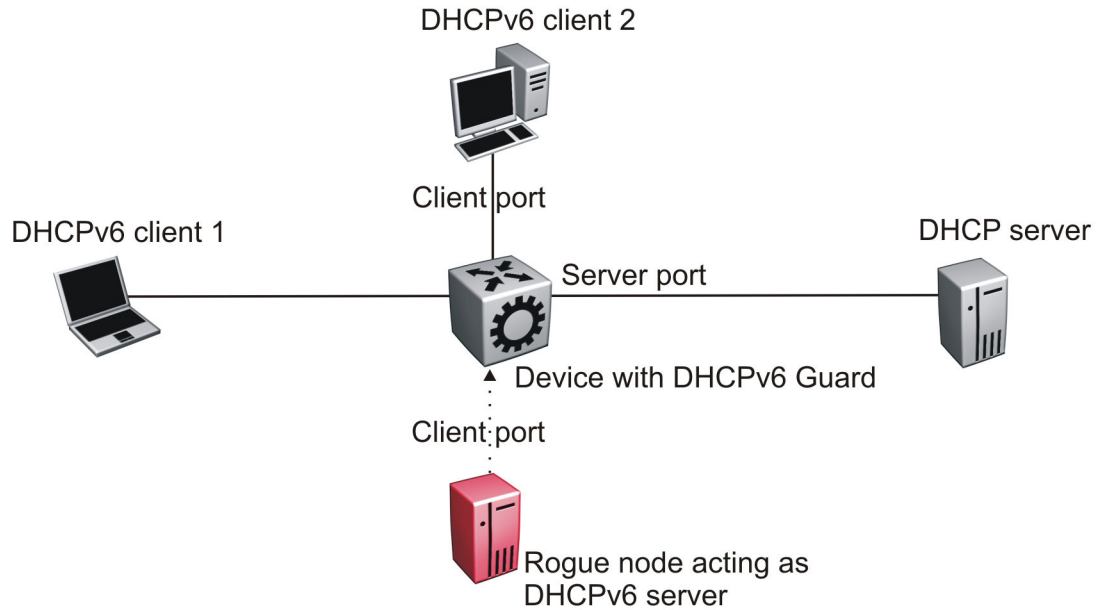 DHCPv6 client 2
Client port
DHCPv6 client 1
DHCP server
Server port
Device with DHCPv6 Guard
Client port
Rogue node acting as
DHCPv6 server